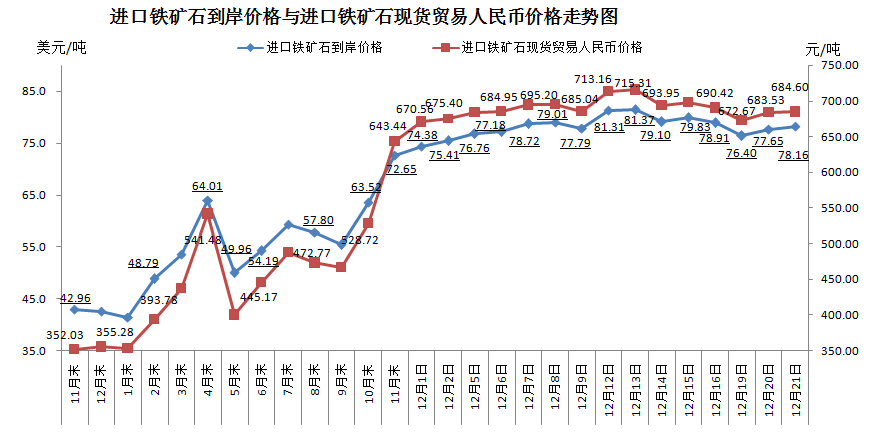 进口铁矿石到岸价格与进口铁矿石现货贸易人民币价格走势图
美元/吨
进口铁矿石到岸价格
进口铁矿石现货贸易人民币价格
元/吨
85.0
75.0
65.0
55.0
45.0
35.0
750.00
700.00
650.00
600.00
550.00
500.00
450.00
400.00
350.00
42.96
48.79
64.01
49.96
54.19
57.80
63.52
72.65
74.38
75.41
76.76
77.18
78.72
79.01
77.79
81.31
81.37
79.10
79.83
78.91
76.40
77.65
78.16
352.03
355.28
393.78
541.48
445.17
472.77
528.72
643.44
670.56
675.40
684.95
695.20
685.04
713.16
715.31
693.95
690.42
672.67
683.53
684.60
11月末
12月末
1月末
2月末
3月末
4月末
5月末
6月末
7月末
8月末
9月末
10月末
11月末
12月1日
12月2日
12月5日
12月6日
12月7日
12月8日
12月9日
12月12日
12月13日
12月14日
12月15日
12月16日
12月19日
12月20日
12月21日